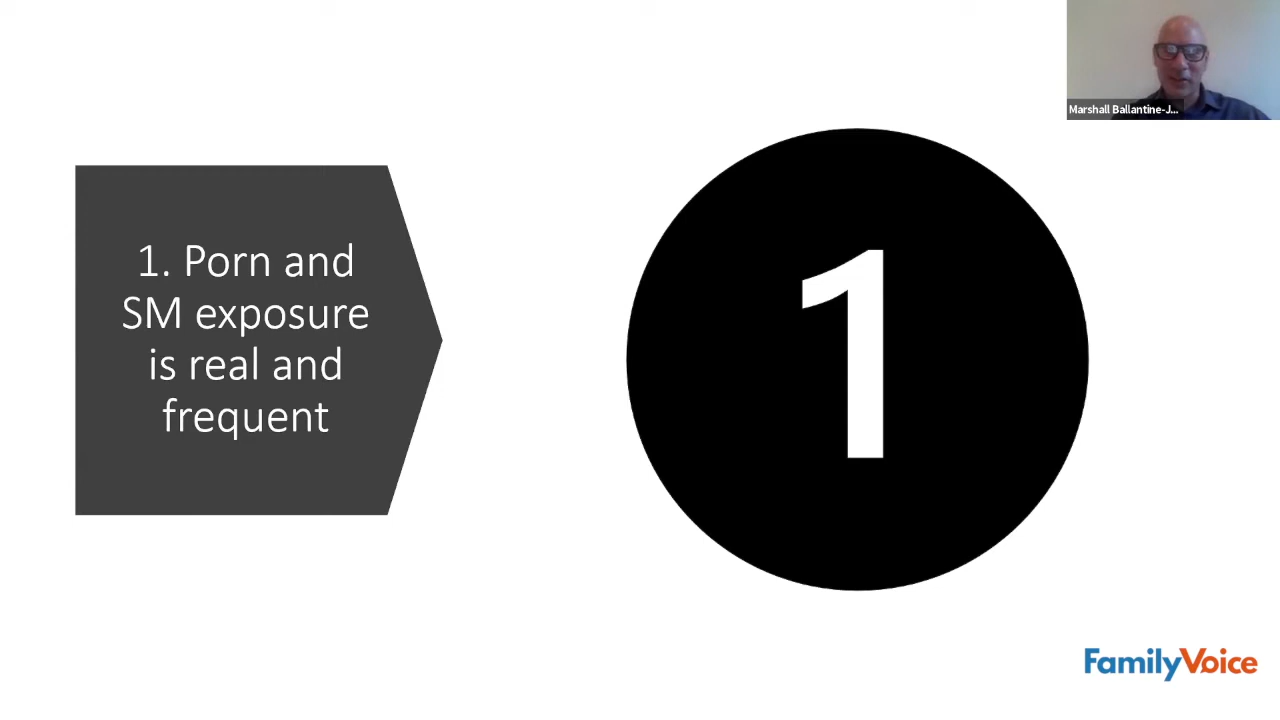 Marshall Ballantine-J...
1. Porn and
SM exposure
is real and
frequent
1
FamilyVoice